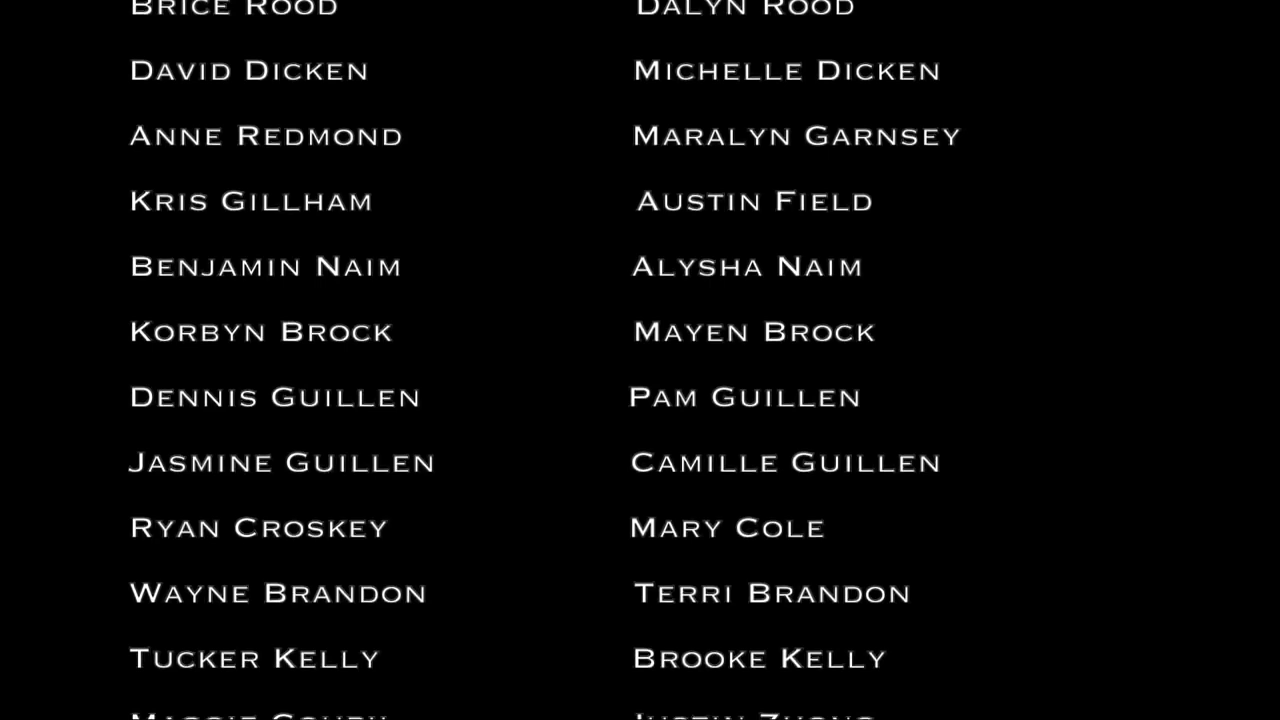 BRICE ROOD DALYN ROOD
DAVID DICKEN MICHELLE DICKEN
ANNE REDMOND MARALYN GARNSEY
KRIS GILLHAM AUSTIN FIELD
BENJAMIN NAIM ALYSHA NAIM
KORBYN BROCK MAYEN BROCK
DENNIS GUILLEN PAM GUILLEN
JASMINE GUILLEN CAMILLE GUILLEN
RYAN CROSKEY MARY COLE
WAYNE BRANDON TERRI BRANDON
TUCKER KELLY BROOKE KELLY